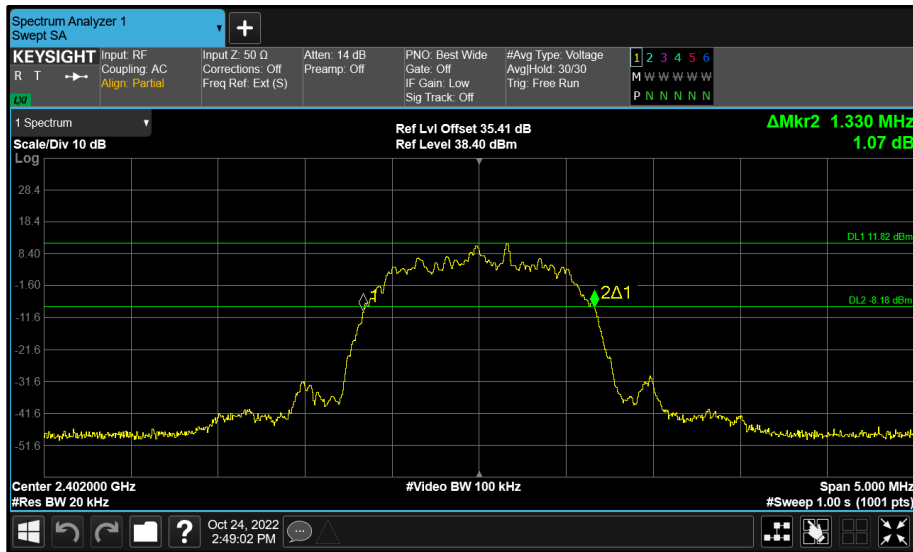 Spectrum Analyzer 1
Swept SA
+
KEYSIGHT
R T
LXI
Input: RF
Coupling: AC
Align: Partial
Input Z: 50 Ω
Corrections: Off
Freq Ref: Ext (S)
Atten: 14 dB
Preamp: Off
PNO: Best Wide
Gate: Off
IF Gain: Low
Sig Track: Off
#Avg Type: Voltage
Avg|Hold: 30/30
Trig: Free Run
1 2 3 4 5 6
M W W W W W
P N N N N N
1 Spectrum
Scale/Div 10 dB
Ref Lvl Offset 35.41 dB
Ref Level 38.40 dBm
ΔMkr2 1.330 MHz
1.07 dB
Log
28.4
18.4
DL1 11.82 dBm
8.40
-1.60
1
2Δ1
DL2 -8.18 dBm
-11.6
-21.6
-31.6
-41.6
-51.6
Center 2.402000 GHz
#Video BW 100 kHz
Span 5.000 MHz
#Res BW 20 kHz
#Sweep 1.00 s (1001 pts)
?
Oct 24, 2022
2:49:02 PM